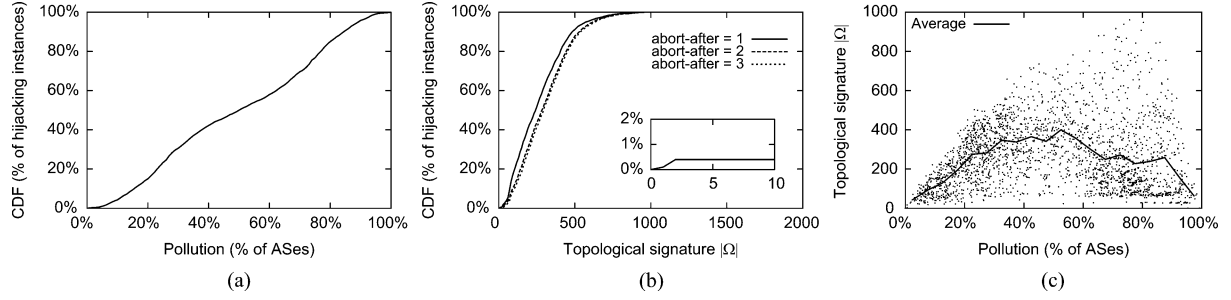 100%
80%
60%
40%
20%
0%
CDF (% of hijacking instances)
0% 20% 40% 60% 80% 100%
Pollution (% of ASes)
(a)
100%
80%
60%
40%
20%
0%
CDF (% of hijacking instances)
abort-after = 1
abort-after = 2
abort-after = 3
2%
1%
0%
0 5 10
0 500 1000 1500 2000
Topological signature |Ω|
(b)
1000
800
600
400
200
0
Topological signature |Ω|
Average
0% 20% 40% 60% 80% 100%
Pollution (% of ASes)
(c)